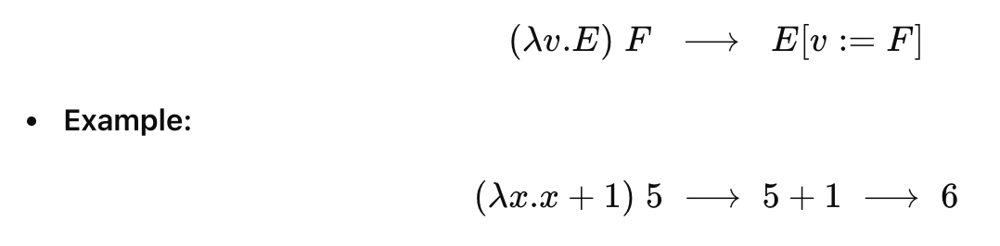 (λv.E) F ⟶ E[v := F]
• Example:
(λx.x + 1) 5 ⟶ 5 + 1 ⟶ 6